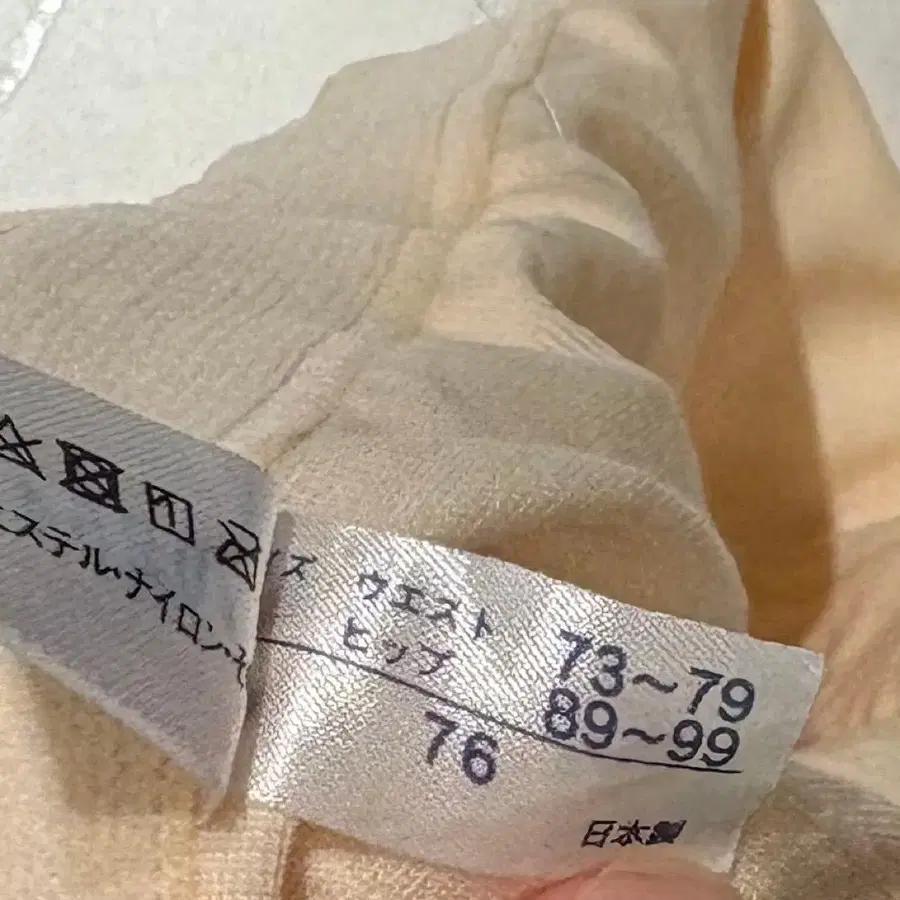 エステル・ナイロン・
イズ
ウエスト 73～79
ヒップ 89～99
76
日本製